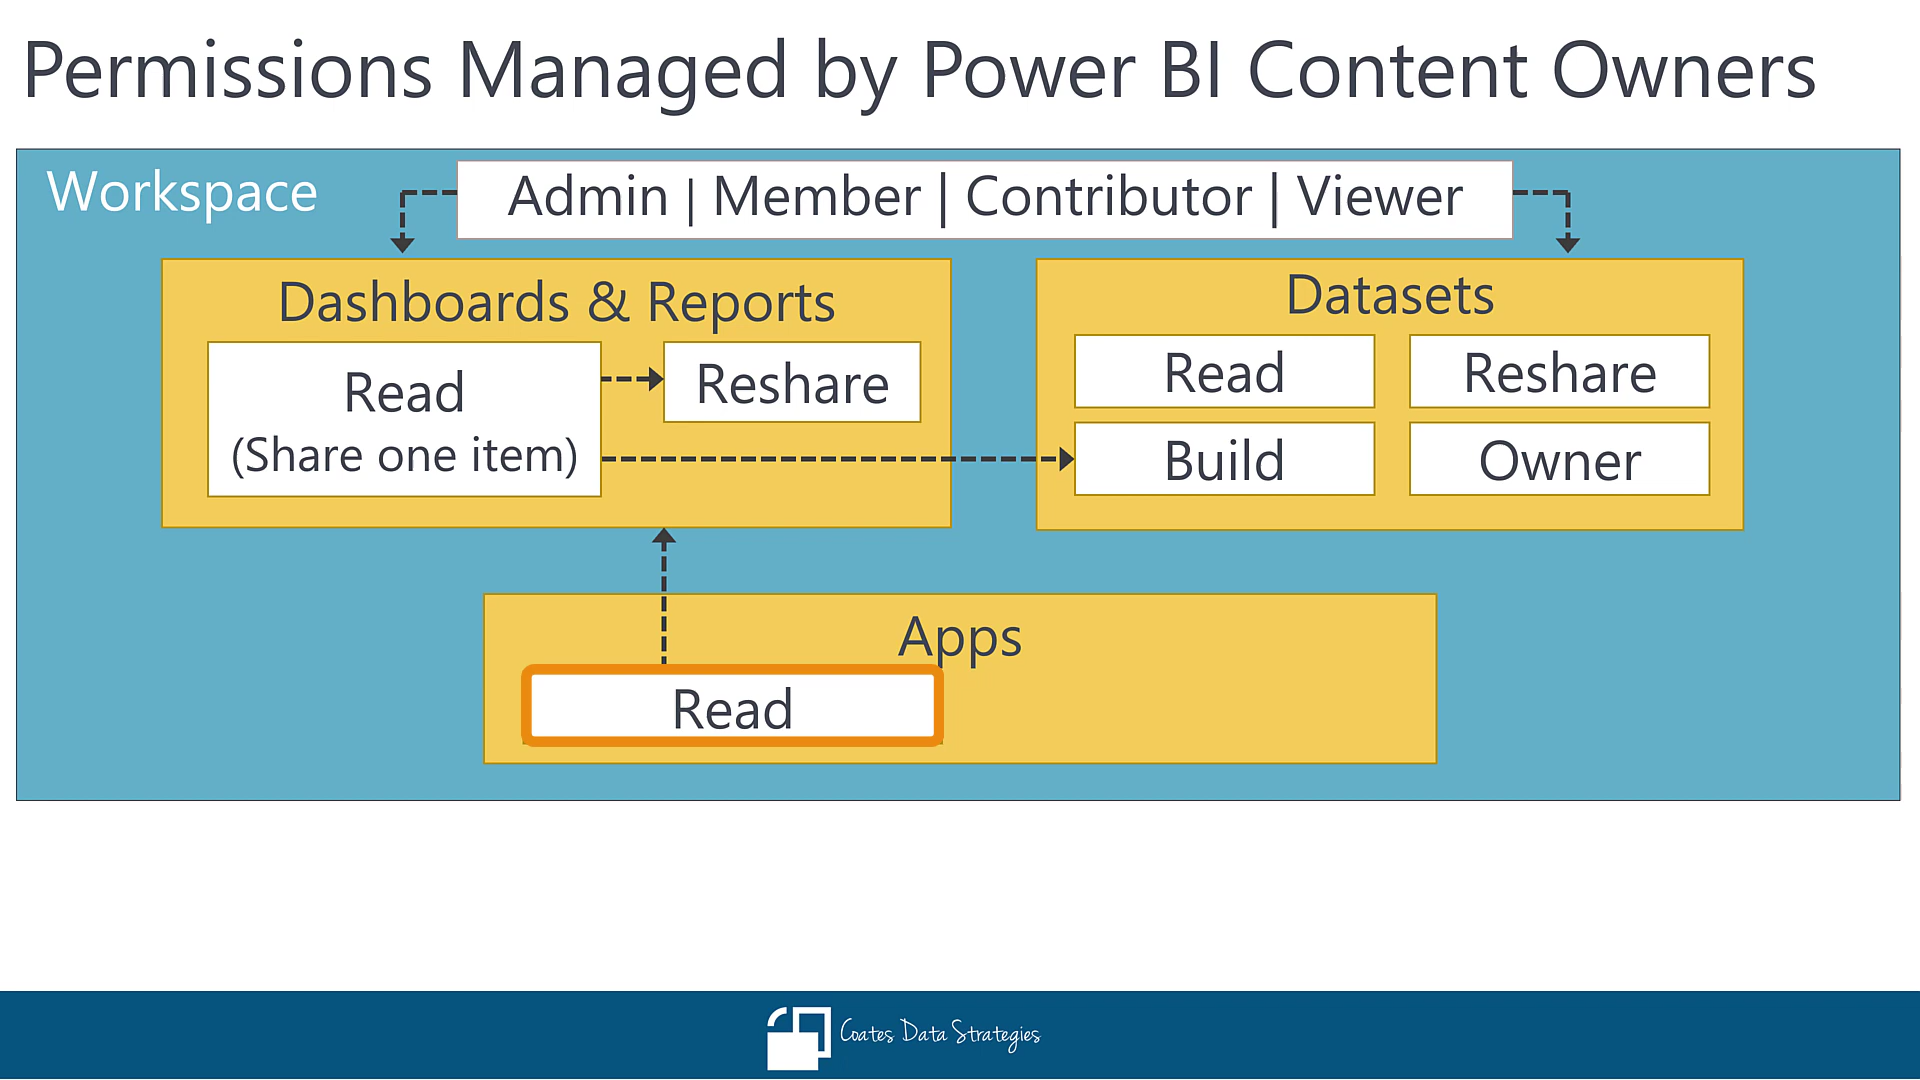 Permissions Managed by Power BI Content Owners
Workspace
Admin | Member | Contributor | Viewer
Dashboards & Reports
Read
(Share one item)
Reshare
Datasets
Read
Reshare
Build
Owner
Apps
Read
Coates Data Strategies